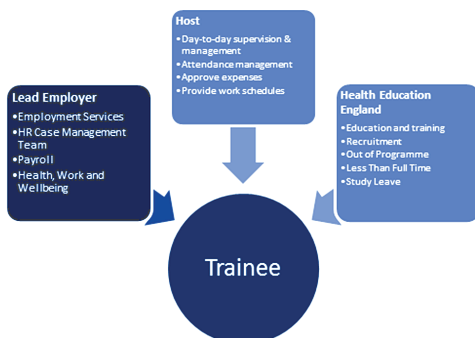 Lead Employer
•Employment Services
•HR Case Management
Team
•Payroll
•Health, Work and
Wellbeing
Host
•Day-to-day supervision &
management
•Attendance management
•Approve expenses
•Provide work schedules
Health Education
England
•Education and training
•Recruitment
•Out of Programme
•Less Than Full Time
•Study Leave
Trainee